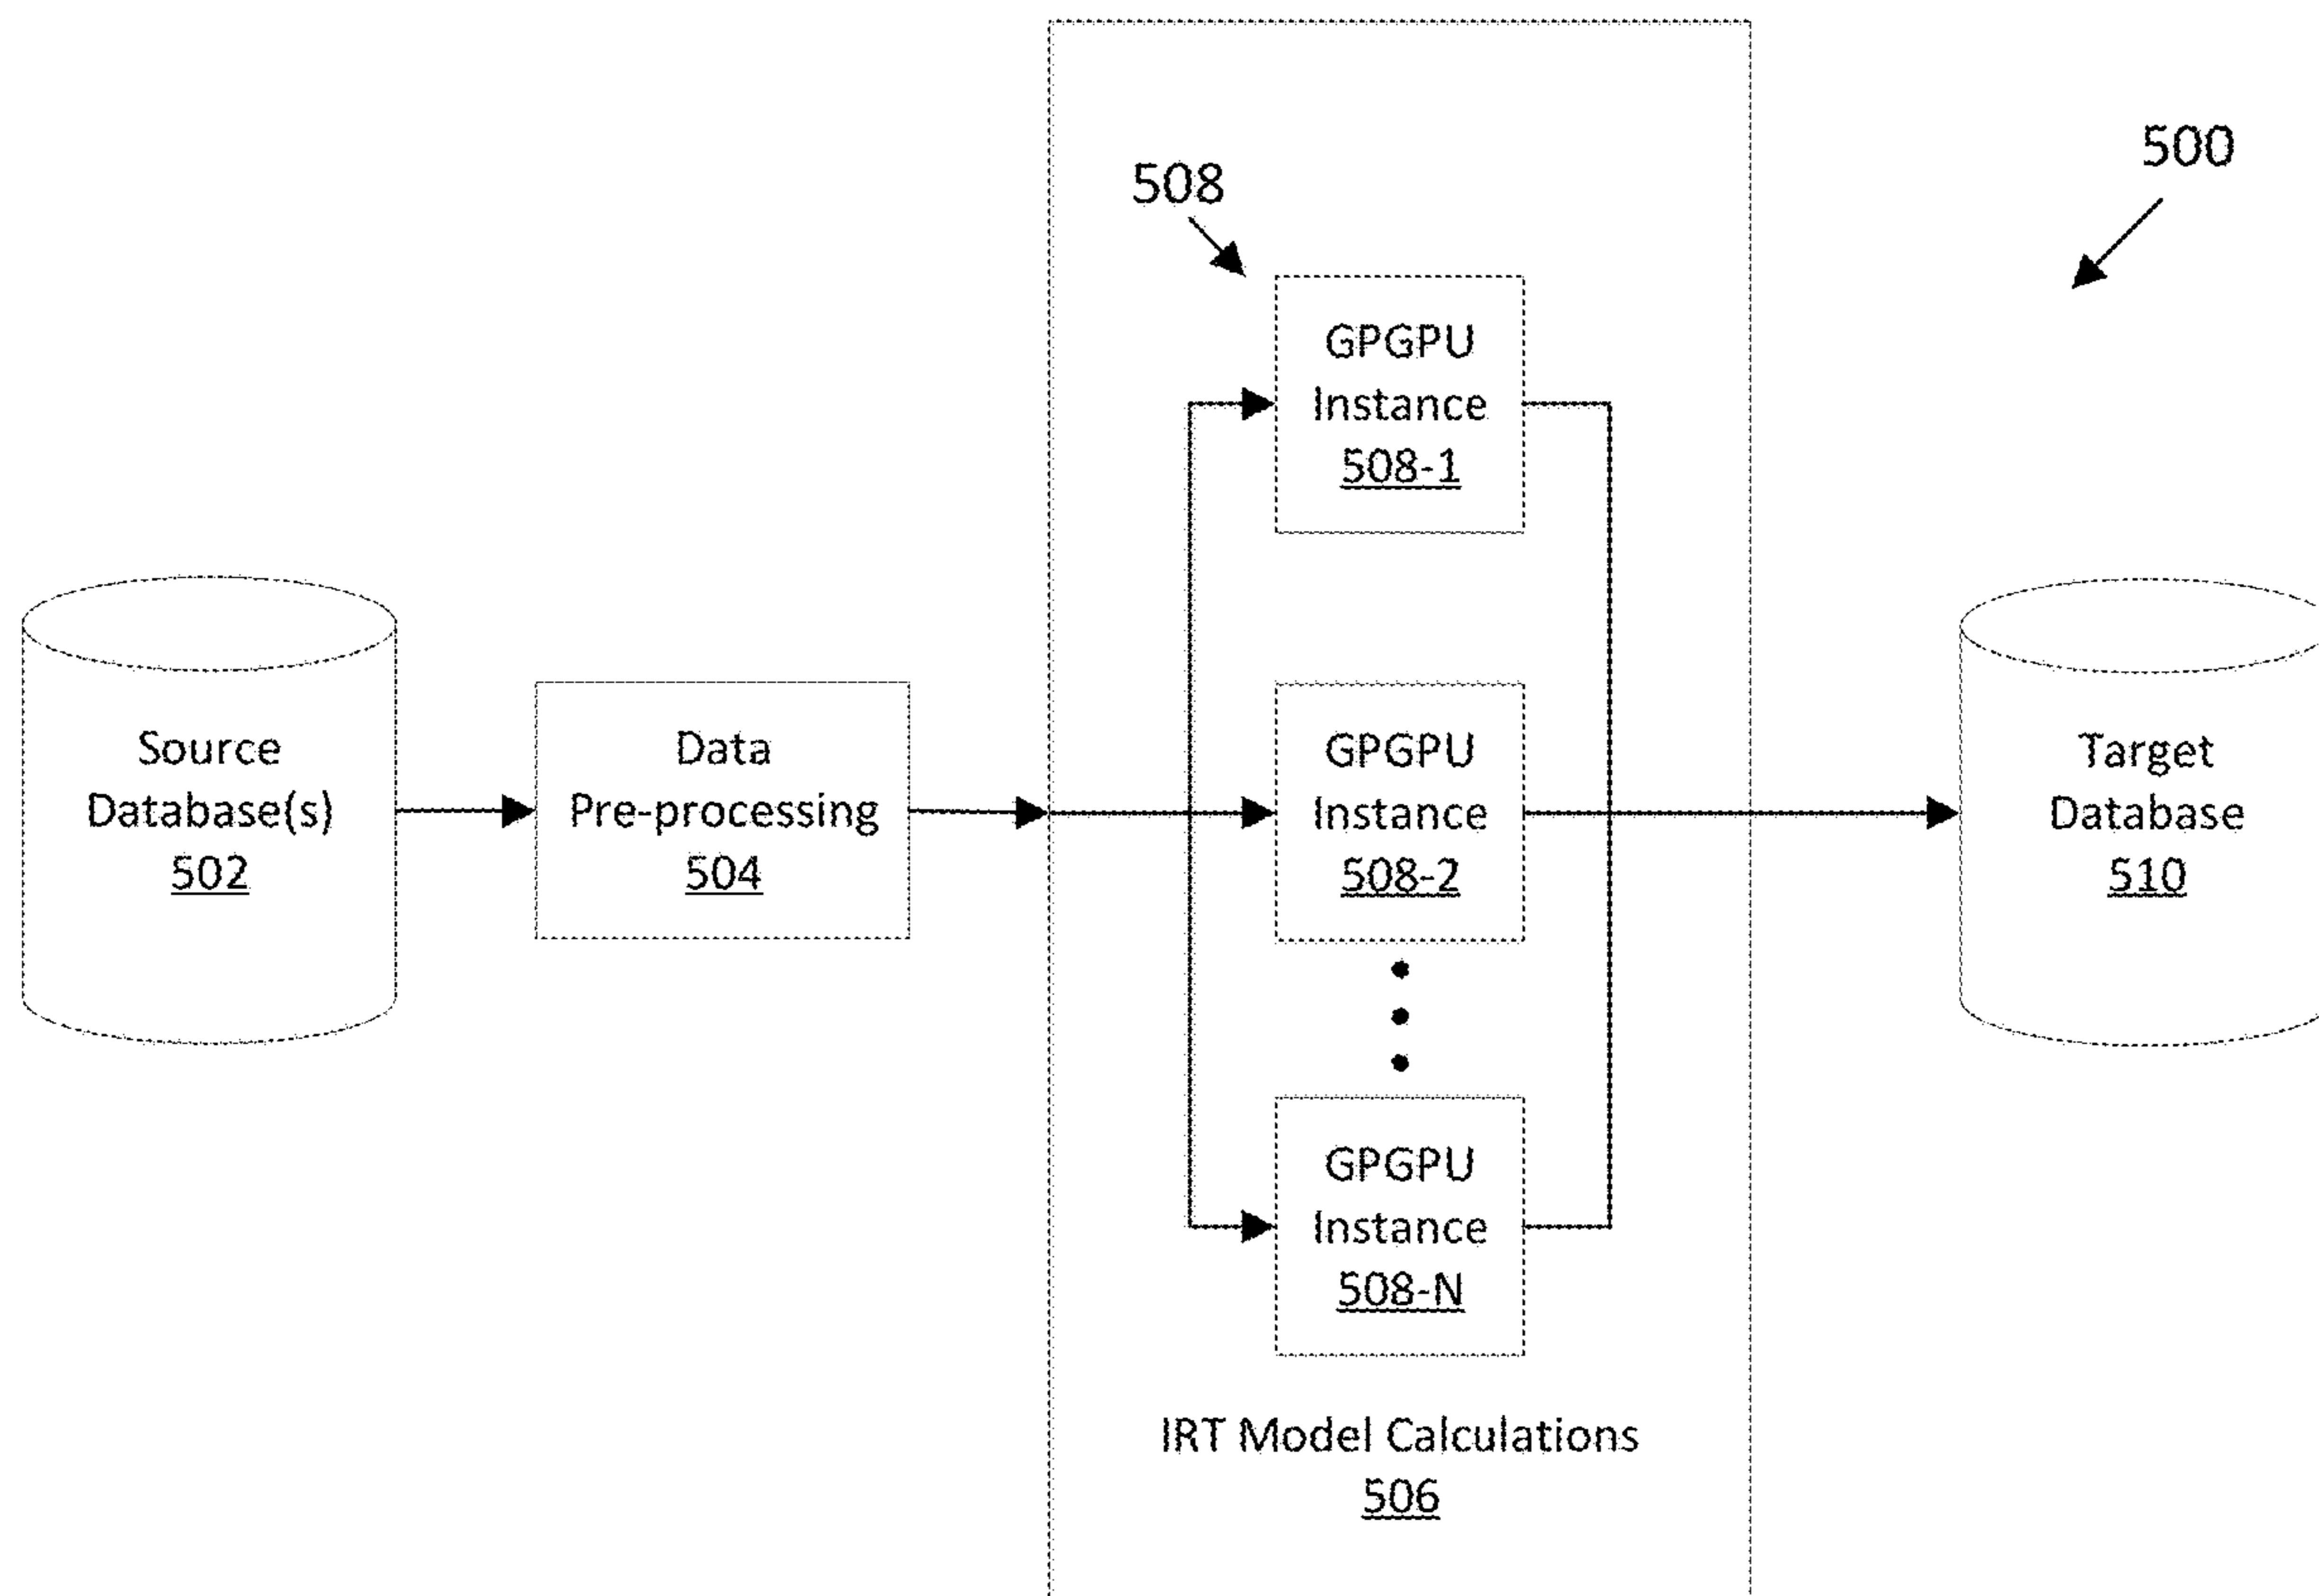 500
508
GPGPU
Instance
508-1
Source
Database(s)
502
Data
Pre-processing
504
GPGPU
Instance
508-2
Target
Database
510
GPGPU
Instance
508-N
IRT Model Calculations
506